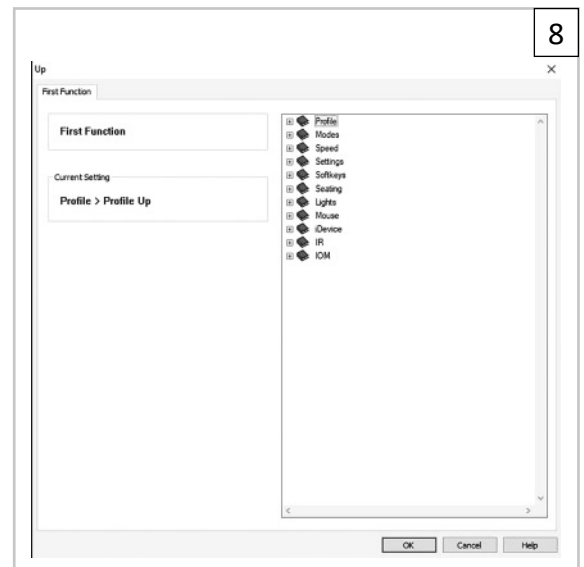 8
Up
First Function
First Function
Current Setting
Profile > Profile Up
Profile
Modes
Speed
Settings
Softkeys
Seating
Lights
Mouse
iDevice
IR
IOM
OK
Cancel
Help